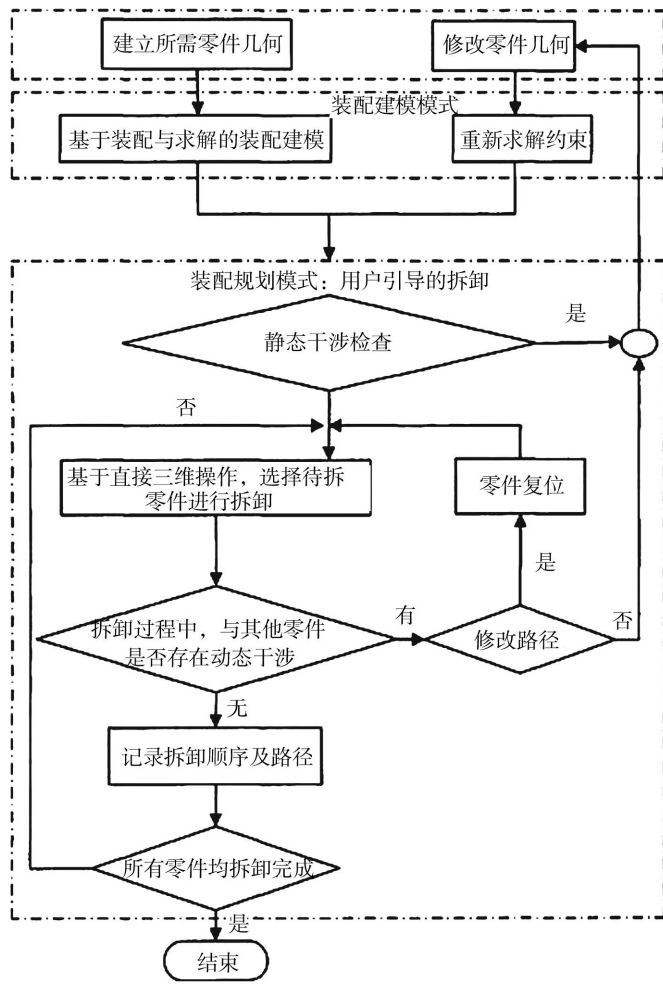 建立所需零件几何
修改零件几何
装配建模模式
基于装配与求解的装配建模
重新求解约束
装配规划模式：用户引导的拆卸
是
静态干涉检查
否
基于直接三维操作，选择待拆
零件进行拆卸
零件复位
是
有
否
拆卸过程中，与其他零件
是否存在动态干涉
修改路径
无
记录拆卸顺序及路径
所有零件均拆卸完成
是
结束